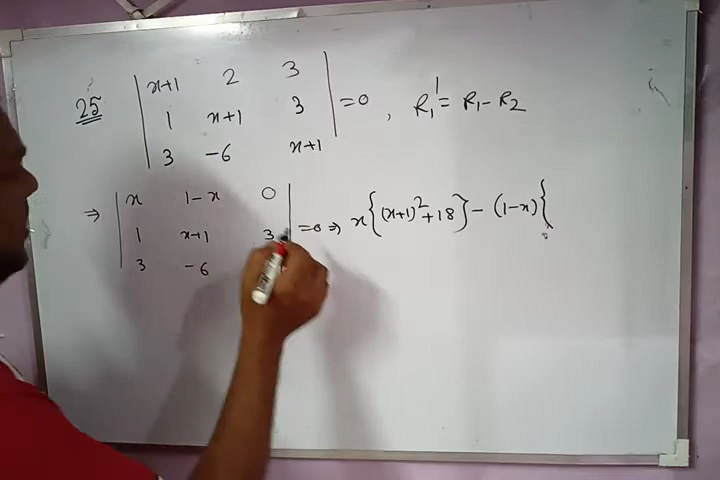 25 | x+1 2 3 | = 0 , R₁' = R₁ - R₂
| 1 x+1 3 |
| 3 -6 x+1 |
⇒ | x 1-x 0 | = 0 ⇒ x{(x+1)² + 18} - (1-x){
| 1 x+1 3 |
| 3 -6